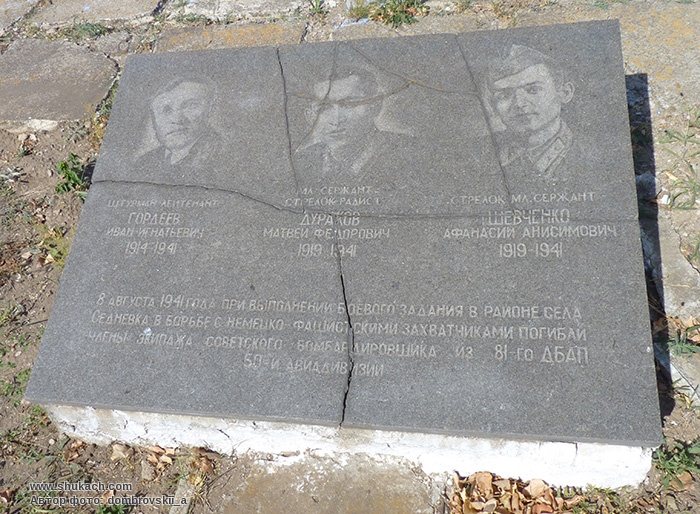 ШТУРМАН ЛЕЙТЕНАНТ
ГОРДЕЕВ
ИВАН ИГНАТЬЕВИЧ
1914-1941
МЛ. СЕРЖАНТ
СТРЕЛОК-РАДИСТ
ДУРАКОВ
МАТВЕЙ ФЕДОРОВИЧ
1919-1941
СТРЕЛОК МЛ. СЕРЖАНТ
ШЕВЧЕНКО
АФАНАСИЙ АНИСИМОВИЧ
1919-1941
8 АВГУСТА 1941 ГОДА ПРИ ВЫПОЛНЕНИИ БОЕВОГО ЗАДАНИЯ В РАЙОНЕ СЕЛА
СЕДНЕВКА В БОРЬБЕ С НЕМЕЦКО-ФАШИСТСКИМИ ЗАХВАТЧИКАМИ ПОГИБЛИ
ЧЛЕНЫ ЭКИПАЖА СОВЕТСКОГО БОМБАРДИРОВЩИКА ИЗ 81-ГО ДБАП
50-Й АВИАДИВИЗИИ
www.shukach.com
Автор фото: dombrovskii_a